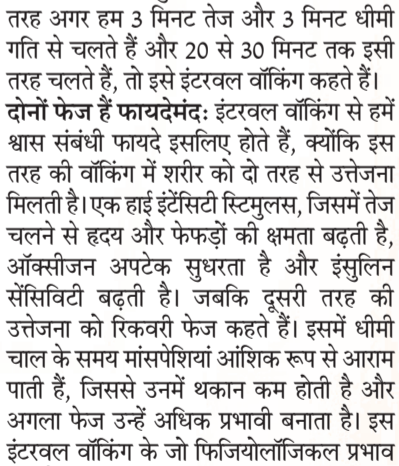 तरह अगर हम 3 मिनट तेज और 3 मिनट धीमी
गति से चलते हैं और 20 से 30 मिनट तक इसी
तरह चलते हैं, तो इसे इंटरवल वॉकिंग कहते हैं।
दोनों फेज हैं फायदेमंद: इंटरवल वॉकिंग से हमें
श्वास संबंधी फायदे इसलिए होते हैं, क्योंकि इस
तरह की वॉकिंग में शरीर को दो तरह से उत्तेजना
मिलती है। एक हाई इंटेंसिटी स्टिमुलस, जिसमें तेज
चलने से हृदय और फेफड़ों की क्षमता बढ़ती है,
ऑक्सीजन अपटेक सुधरता है और इंसुलिन
सेंसिविटी बढ़ती है। जबकि दूसरी तरह की
उत्तेजना को रिकवरी फेज कहते हैं। इसमें धीमी
चाल के समय मांसपेशियां आंशिक रूप से आराम
पाती हैं, जिससे उनमें थकान कम होती है और
अगला फेज उन्हें अधिक प्रभावी बनाता है। इस
इंटरवल वॉकिंग के जो फिजियोलॉजिकल प्रभाव